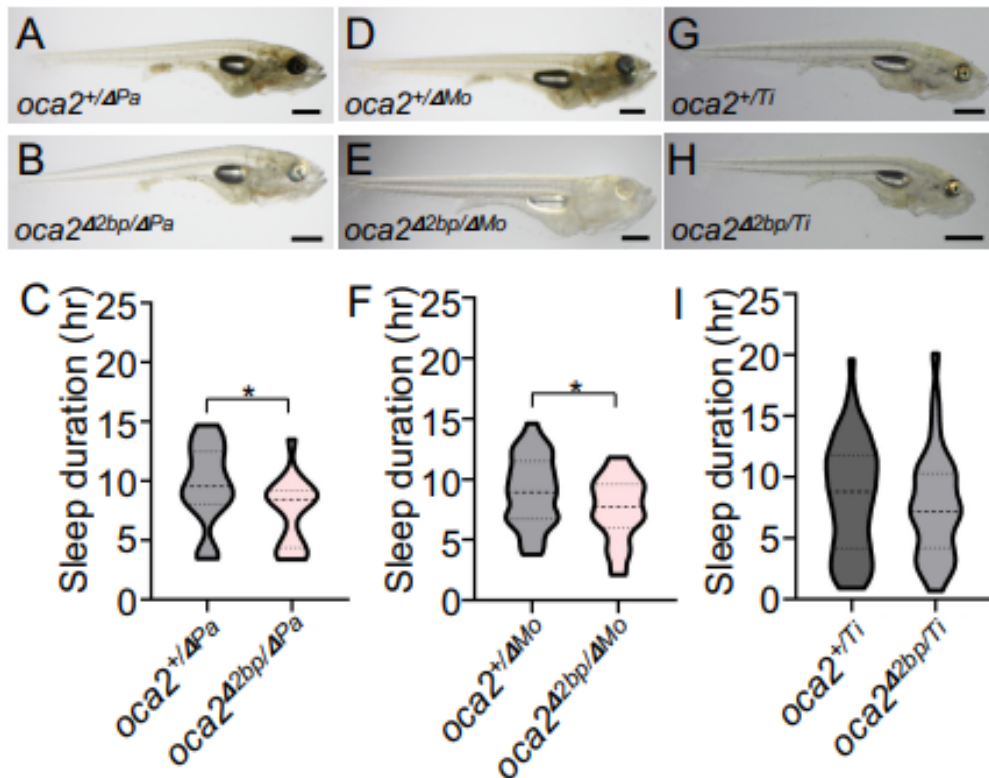 A
oca2+/ΔPa
D
oca2+/ΔMo
G
oca2+/Ti
B
oca2Δ2bp/ΔPa
E
oca2Δ2bp/ΔMo
H
oca2Δ2bp/Ti
C
Sleep duration (hr)
25
20
15
10
5
0
*
oca2+/ΔPa
oca2Δ2bp/ΔPa
F
Sleep duration (hr)
25
20
15
10
5
0
*
oca2+/ΔMo
oca2Δ2bp/ΔMo
I
Sleep duration (hr)
25
20
15
10
5
0
oca2+/Ti
oca2Δ2bp/Ti